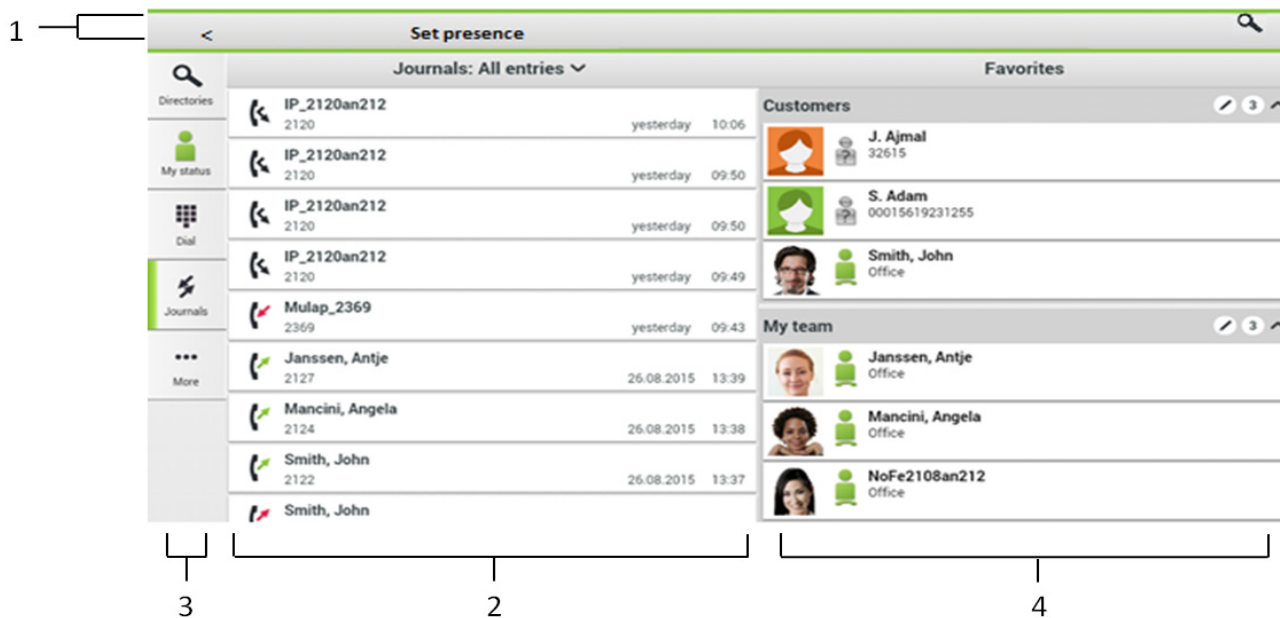 1
<
Set presence
Directories
My status
Dial
Journals
More
Journals: All entries
IP_2120an212
2120 yesterday 10:06
IP_2120an212
2120 yesterday 09:50
IP_2120an212
2120 yesterday 09:50
IP_2120an212
2120 yesterday 09:49
Mulap_2369
2369 yesterday 09:43
Janssen, Antje
2127 26.08.2015 13:39
Mancini, Angela
2124 26.08.2015 13:38
Smith, John
2122 26.08.2015 13:37
Smith, John
Favorites
Customers 3
J. Ajmal
32615
S. Adam
00015619231255
Smith, John
Office
My team 3
Janssen, Antje
Office
Mancini, Angela
Office
NoFe2108an212
Office
3 2 4